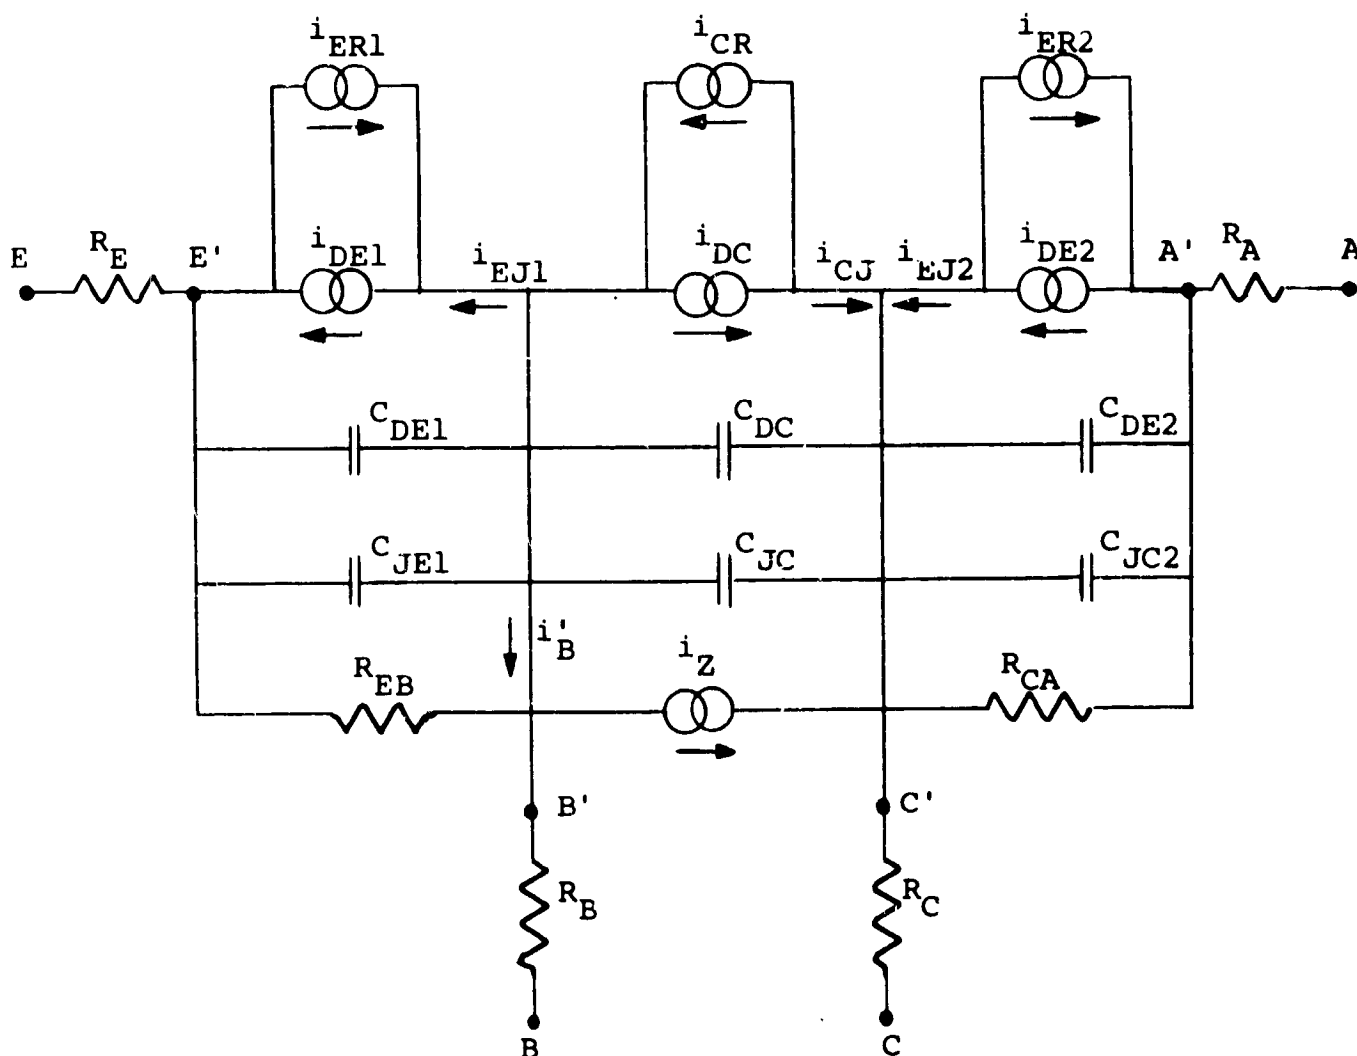 i_ER1 i_CR i_ER2
E R_E E' i_DE1 i_EJ1 i_DC i_CJ i_EJ2 i_DE2 A' R_A A
C_DE1 C_DC C_DE2
C_JE1 C_JC C_JC2
i'_B
R_EB i_Z R_CA
B' C'
R_B R_C
B C